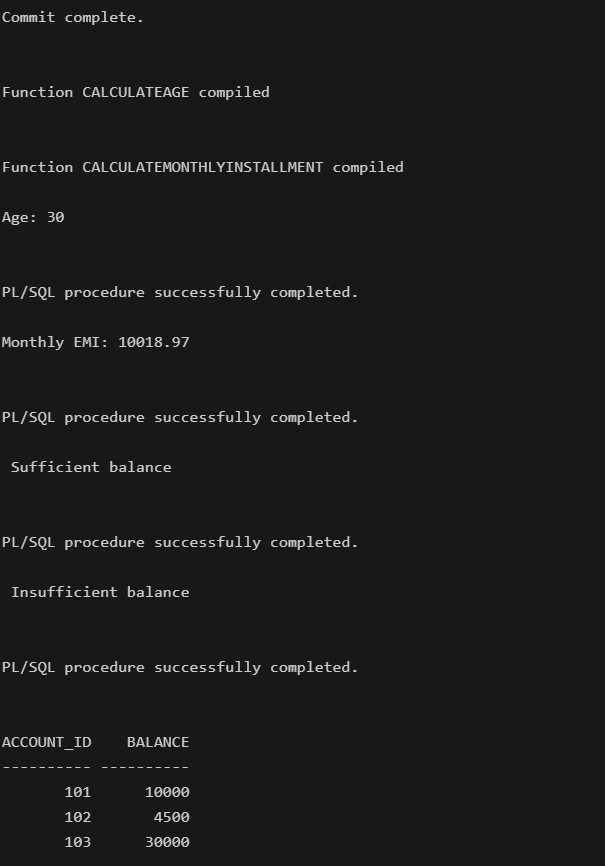 Commit complete.
Function CALCULATEAGE compiled
Function CALCULATEMONTHLYINSTALLMENT compiled
Age: 30
PL/SQL procedure successfully completed.
Monthly EMI: 10018.97
PL/SQL procedure successfully completed.
Sufficient balance
PL/SQL procedure successfully completed.
Insufficient balance
PL/SQL procedure successfully completed.
ACCOUNT_ID    BALANCE
---------- ----------
       101      10000
       102       4500
       103      30000